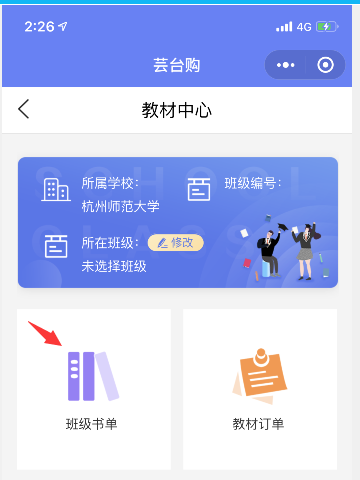 2:26
4G
芸台购
教材中心
所属学校：
杭州师范大学
班级编号：
所在班级：
修改
未选择班级
班级书单
教材订单